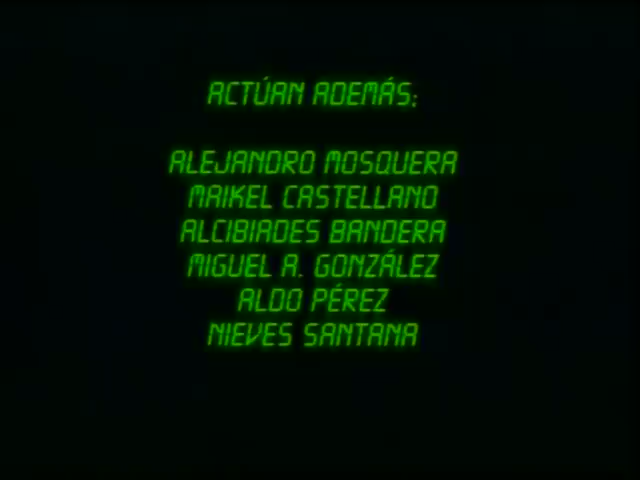 ACTÚAN ADEMÁS:
ALEJANDRO MOSQUERA
MAIKEL CASTELLANO
ALCIBIADES BANDERA
MIGUEL A. GONZÁLEZ
ALDO PÉREZ
NIEVES SANTANA